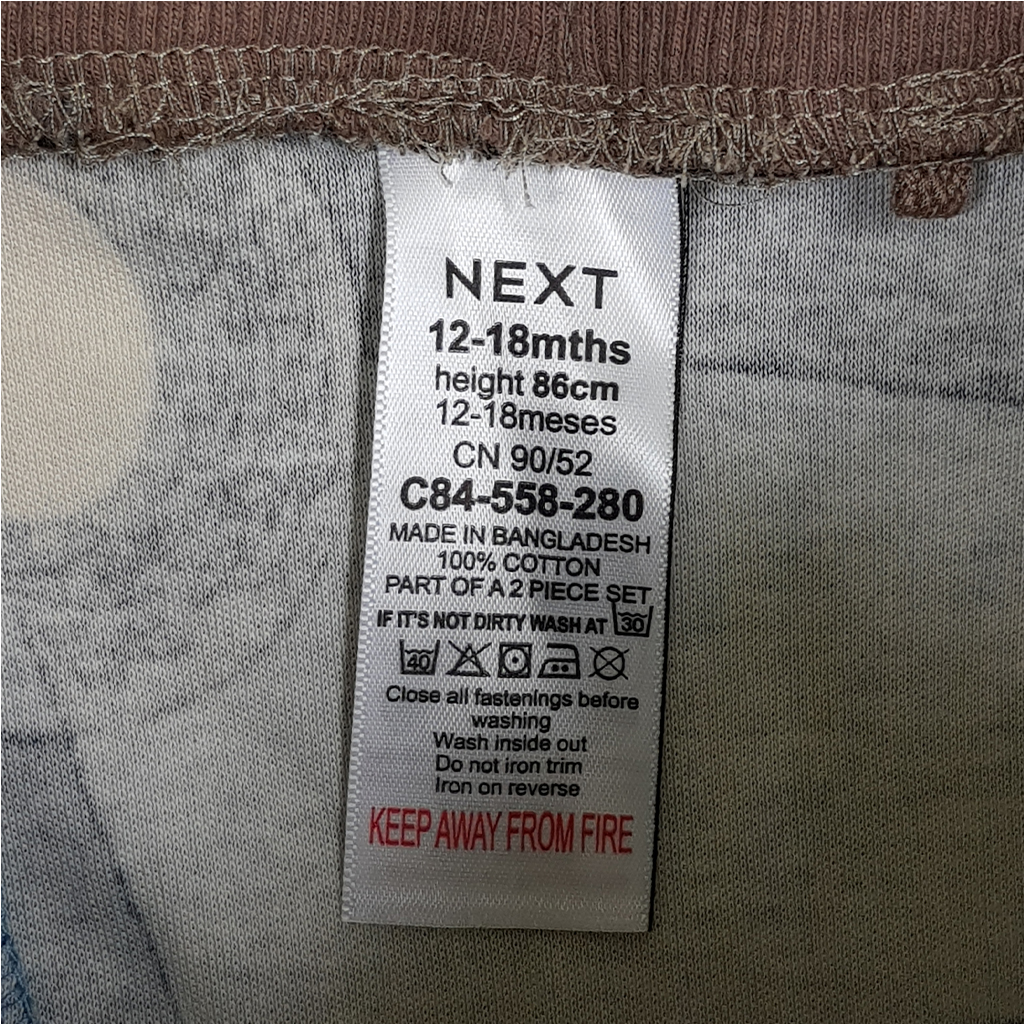 NEXT
12-18mths
height 86cm
12-18meses
CN 90/52
C84-558-280
MADE IN BANGLADESH
100% COTTON
PART OF A 2 PIECE SET
IF IT'S NOT DIRTY WASH AT 30
40
Close all fastenings before
washing
Wash inside out
Do not iron trim
Iron on reverse
KEEP AWAY FROM FIRE